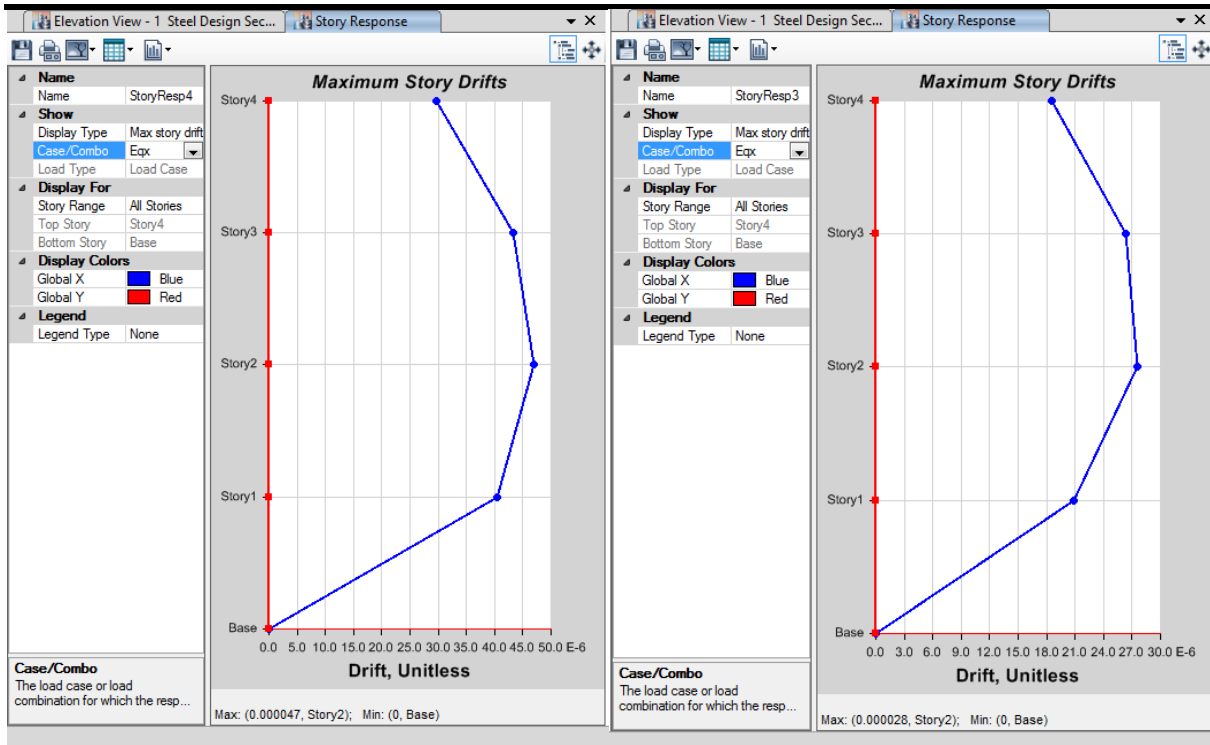 Elevation View - 1 Steel Design Sec...
Story Response
Name
Name StoryResp4
Show
Display Type Max story drift
Case/Combo Eqx
Load Type Load Case
Display For
Story Range All Stories
Top Story Story4
Bottom Story Base
Display Colors
Global X Blue
Global Y Red
Legend
Legend Type None
Case/Combo
The load case or load
combination for which the resp...
Maximum Story Drifts
Story4
Story3
Story2
Story1
Base
0.0 5.0 10.0 15.0 20.0 25.0 30.0 35.0 40.0 45.0 50.0 E-6
Drift, Unitless
Max: (0.000047, Story2); Min: (0, Base)
Elevation View - 1 Steel Design Sec...
Story Response
Name
Name StoryResp3
Show
Display Type Max story drift
Case/Combo Eqx
Load Type Load Case
Display For
Story Range All Stories
Top Story Story4
Bottom Story Base
Display Colors
Global X Blue
Global Y Red
Legend
Legend Type None
Case/Combo
The load case or load
combination for which the resp...
Maximum Story Drifts
Story4
Story3
Story2
Story1
Base
0.0 3.0 6.0 9.0 12.0 15.0 18.0 21.0 24.0 27.0 30.0 E-6
Drift, Unitless
Max: (0.000028, Story2); Min: (0, Base)